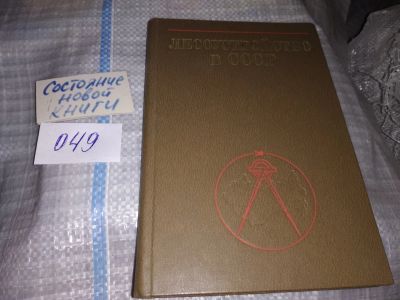 ЛЕСОУСТРОЙСТВО
В СССР
СОСТОЯНИЕ
НОВОЙ
КНИГИ
049